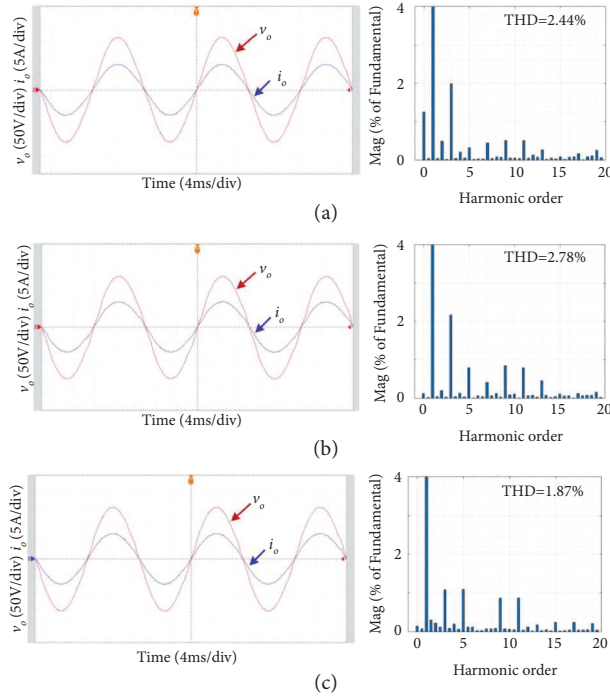 v_o (50V/div) i_o (5A/div)
v_o
i_o
Time (4ms/div)
Mag (% of Fundamental)
THD=2.44%
4
2
0
0 5 10 15 20
Harmonic order
(a)
v_o (50V/div) i_o (5A/div)
v_o
i_o
Time (4ms/div)
Mag (% of Fundamental)
THD=2.78%
4
2
0
0 5 10 15 20
Harmonic order
(b)
v_o (50V/div) i_o (5A/div)
v_o
i_o
Time (4ms/div)
Mag (% of Fundamental)
THD=1.87%
4
2
0
0 5 10 15 20
Harmonic order
(c)